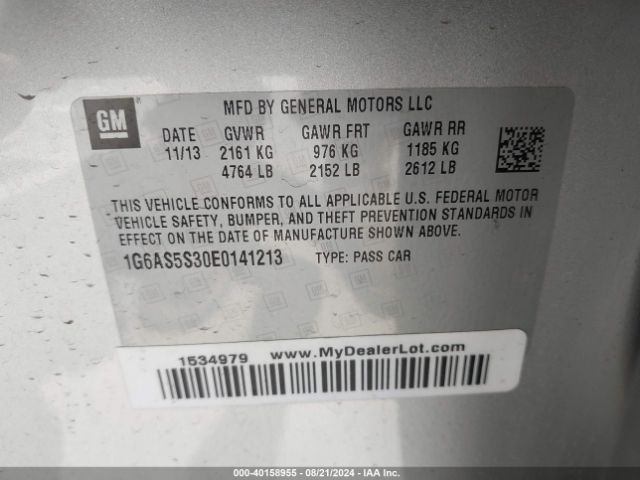 GM
MFD BY GENERAL MOTORS LLC
DATE GVWR GAWR FRT GAWR RR
11/13 2161 KG 976 KG 1185 KG
4764 LB 2152 LB 2612 LB
THIS VEHICLE CONFORMS TO ALL APPLICABLE U.S. FEDERAL MOTOR
VEHICLE SAFETY, BUMPER, AND THEFT PREVENTION STANDARDS IN
EFFECT ON THE DATE OF MANUFACTURE SHOWN ABOVE.
1G6AS5S30E0141213 TYPE: PASS CAR
1534979 www.MyDealerLot.com
000-40158955 - 08/21/2024 - IAA Inc.